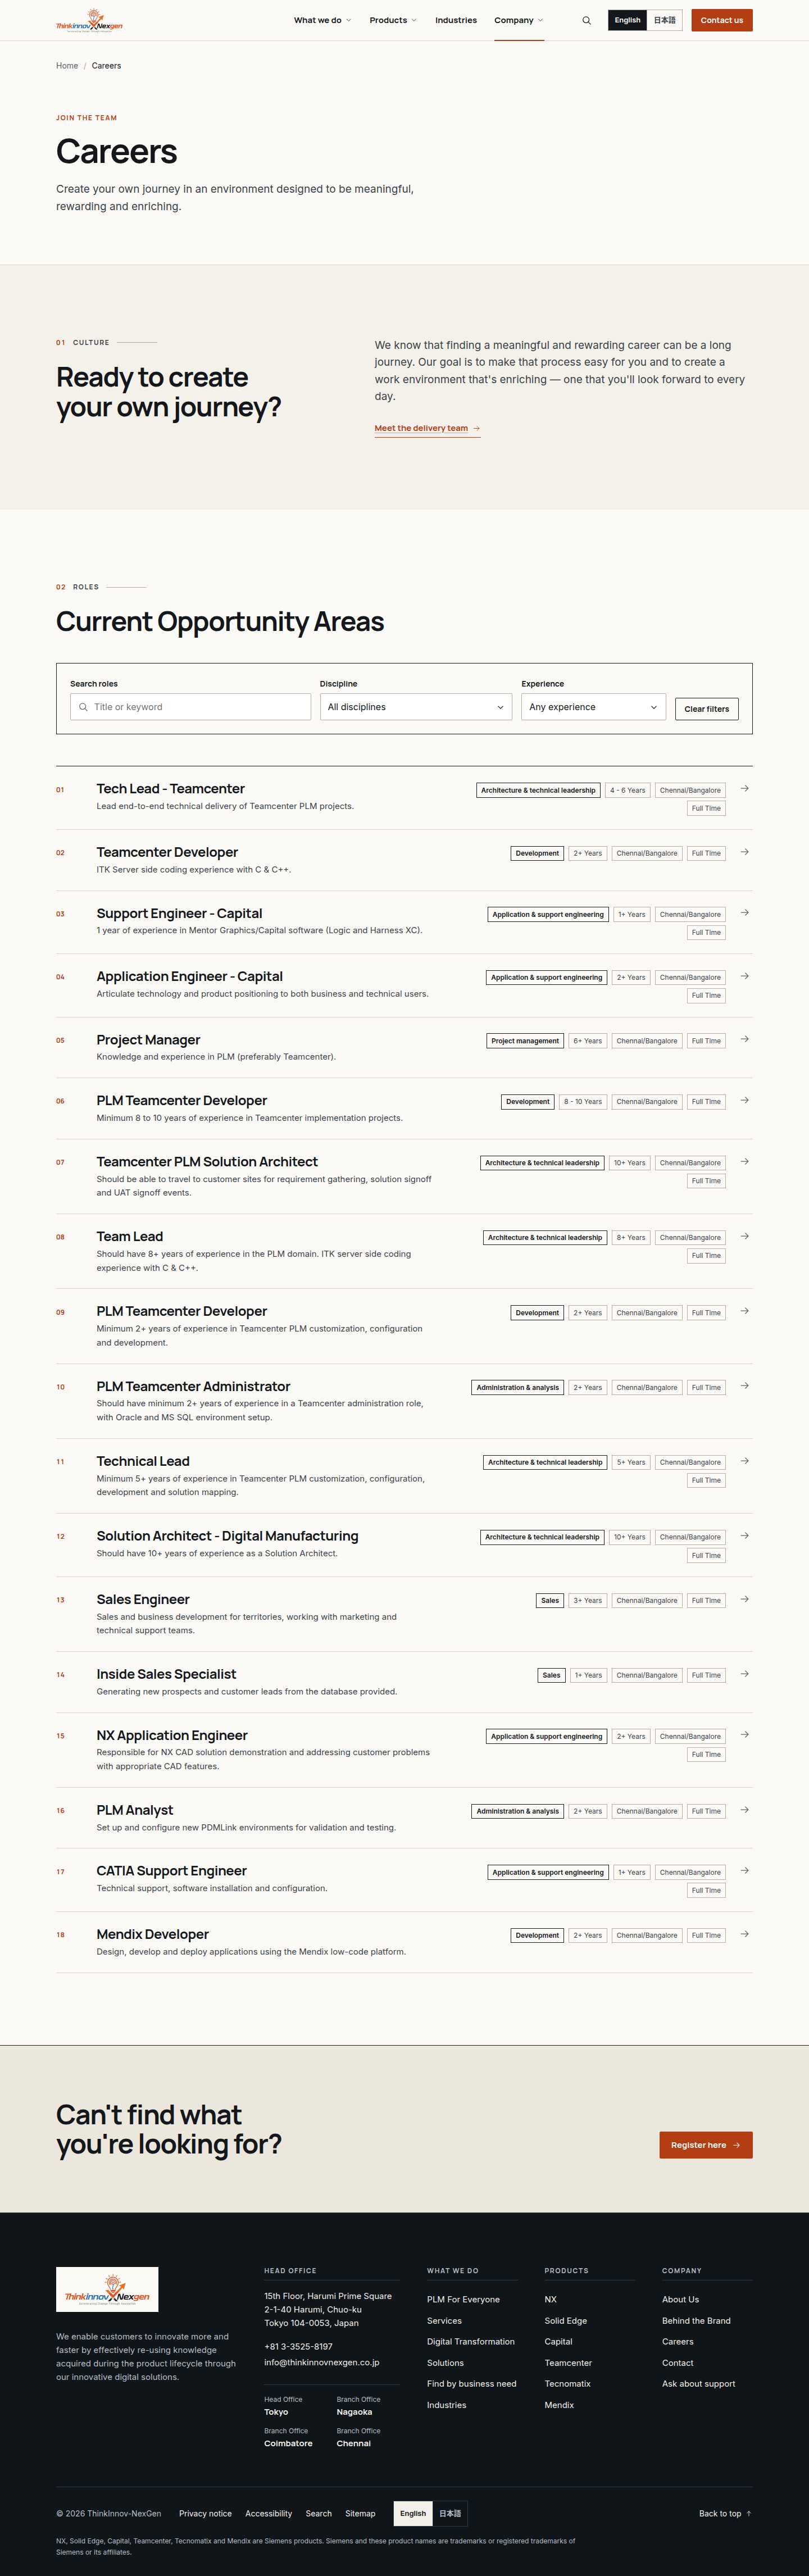 ThinkinnovXNexgen
What we do
Products
Industries
Company
English
日本語
Contact us
Home / Careers
JOIN THE TEAM
Careers
Create your own journey in an environment designed to be meaningful,
rewarding and enriching.
01 CULTURE
Ready to create
your own journey?
We know that finding a meaningful and rewarding career can be a long
journey. Our goal is to make that process easy for you and to create a
work environment that's enriching — one that you'll look forward to every
day.
Meet the delivery team →
02 ROLES
Current Opportunity Areas
Search roles
Title or keyword
Discipline
All disciplines
Experience
Any experience
Clear filters
01 Tech Lead - Teamcenter
Lead end-to-end technical delivery of Teamcenter PLM projects.
Architecture & technical leadership 4 - 6 Years Chennai/Bangalore →
Full Time
02 Teamcenter Developer
ITK Server side coding experience with C & C++.
Development 2+ Years Chennai/Bangalore Full Time →
03 Support Engineer - Capital
1 year of experience in Mentor Graphics/Capital software (Logic and Harness XC).
Application & support engineering 1+ Years Chennai/Bangalore →
Full Time
04 Application Engineer - Capital
Articulate technology and product positioning to both business and technical users.
Application & support engineering 2+ Years Chennai/Bangalore →
Full Time
05 Project Manager
Knowledge and experience in PLM (preferably Teamcenter).
Project management 6+ Years Chennai/Bangalore Full Time →
06 PLM Teamcenter Developer
Minimum 8 to 10 years of experience in Teamcenter implementation projects.
Development 8 - 10 Years Chennai/Bangalore Full Time →
07 Teamcenter PLM Solution Architect
Should be able to travel to customer sites for requirement gathering, solution signoff
and UAT signoff events.
Architecture & technical leadership 10+ Years Chennai/Bangalore →
Full Time
08 Team Lead
Should have 8+ years of experience in the PLM domain. ITK server side coding
experience with C & C++.
Architecture & technical leadership 8+ Years Chennai/Bangalore →
Full Time
09 PLM Teamcenter Developer
Minimum 2+ years of experience in Teamcenter PLM customization, configuration
and development.
Development 2+ Years Chennai/Bangalore Full Time →
10 PLM Teamcenter Administrator
Should have minimum 2+ years of experience in a Teamcenter administration role,
with Oracle and MS SQL environment setup.
Administration & analysis 2+ Years Chennai/Bangalore Full Time →
11 Technical Lead
Minimum 5+ years of experience in Teamcenter PLM customization, configuration,
development and solution mapping.
Architecture & technical leadership 5+ Years Chennai/Bangalore →
Full Time
12 Solution Architect - Digital Manufacturing
Should have 10+ years of experience as a Solution Architect.
Architecture & technical leadership 10+ Years Chennai/Bangalore →
Full Time
13 Sales Engineer
Sales and business development for territories, working with marketing and
technical support teams.
Sales 3+ Years Chennai/Bangalore Full Time →
14 Inside Sales Specialist
Generating new prospects and customer leads from the database provided.
Sales 1+ Years Chennai/Bangalore Full Time →
15 NX Application Engineer
Responsible for NX CAD solution demonstration and addressing customer problems
with appropriate CAD features.
Application & support engineering 2+ Years Chennai/Bangalore →
Full Time
16 PLM Analyst
Set up and configure new PDMLink environments for validation and testing.
Administration & analysis 2+ Years Chennai/Bangalore Full Time →
17 CATIA Support Engineer
Technical support, software installation and configuration.
Application & support engineering 1+ Years Chennai/Bangalore →
Full Time
18 Mendix Developer
Design, develop and deploy applications using the Mendix low-code platform.
Development 2+ Years Chennai/Bangalore Full Time →
Can't find what
you're looking for?
Register here →
ThinkinnovXNexgen
We enable customers to innovate more and
faster by effectively re-using knowledge
acquired during the product lifecycle through
our innovative digital solutions.
HEAD OFFICE
15th Floor, Harumi Prime Square
2-1-40 Harumi, Chuo-ku
Tokyo 104-0053, Japan
+81 3-3525-8197
info@thinkinnovnexgen.co.jp
Head Office
Tokyo
Branch Office
Nagaoka
Branch Office
Coimbatore
Branch Office
Chennai
WHAT WE DO
PLM For Everyone
Services
Digital Transformation
Solutions
Find by business need
Industries
PRODUCTS
NX
Solid Edge
Capital
Teamcenter
Tecnomatix
Mendix
COMPANY
About Us
Behind the Brand
Careers
Contact
Ask about support
© 2026 ThinkInnov-NexGen
Privacy notice
Accessibility
Search
Sitemap
English
日本語
Back to top ↑
NX, Solid Edge, Capital, Teamcenter, Tecnomatix and Mendix are Siemens products. Siemens and these product names are trademarks or registered trademarks of
Siemens or its affiliates.